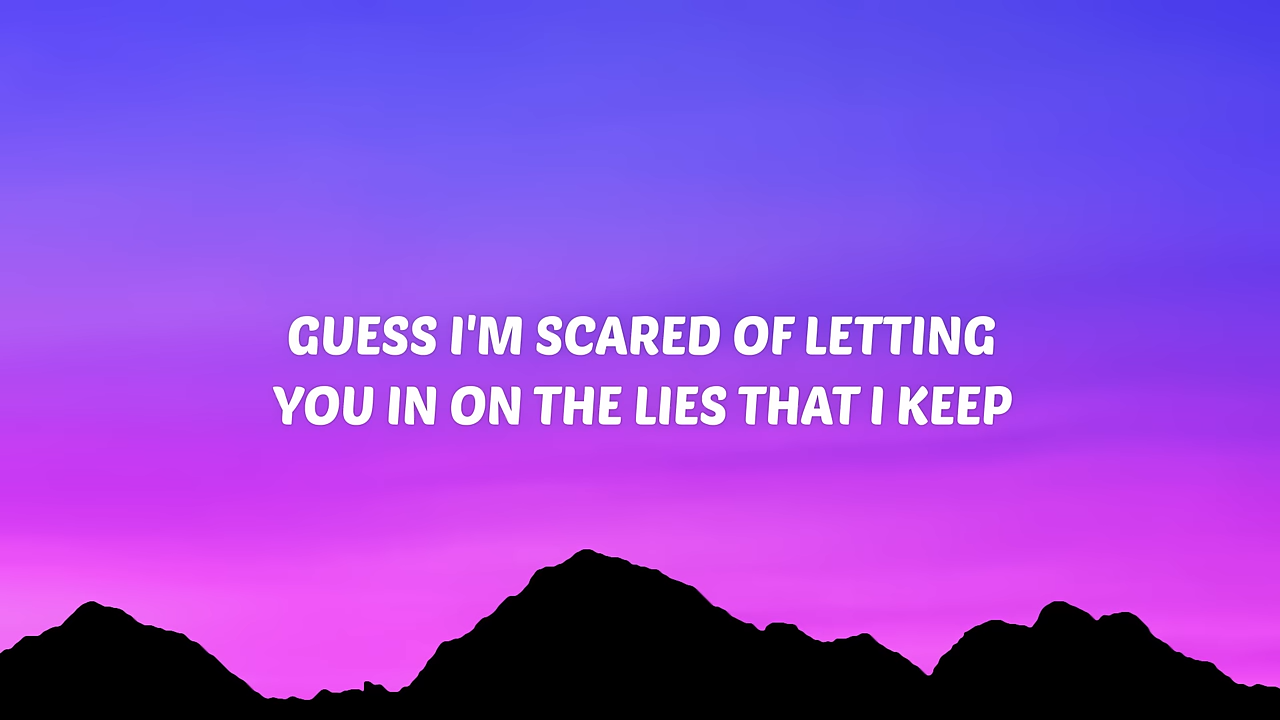 GUESS I'M SCARED OF LETTING
YOU IN ON THE LIES THAT I KEEP